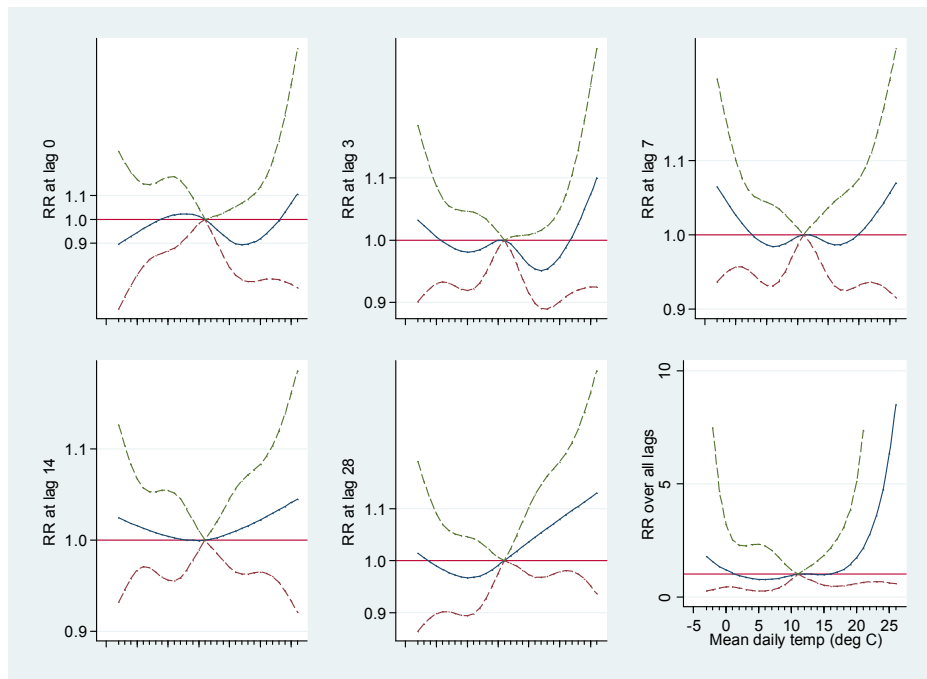 RR at lag 0
1.1
1.0
0.9
RR at lag 3
1.1
1.0
0.9
RR at lag 7
1.1
1.0
0.9
RR at lag 14
1.1
1.0
0.9
RR at lag 28
1.1
1.0
0.9
RR over all lags
10
5
0
-5 0 5 10 15 20 25
Mean daily temp (deg C)